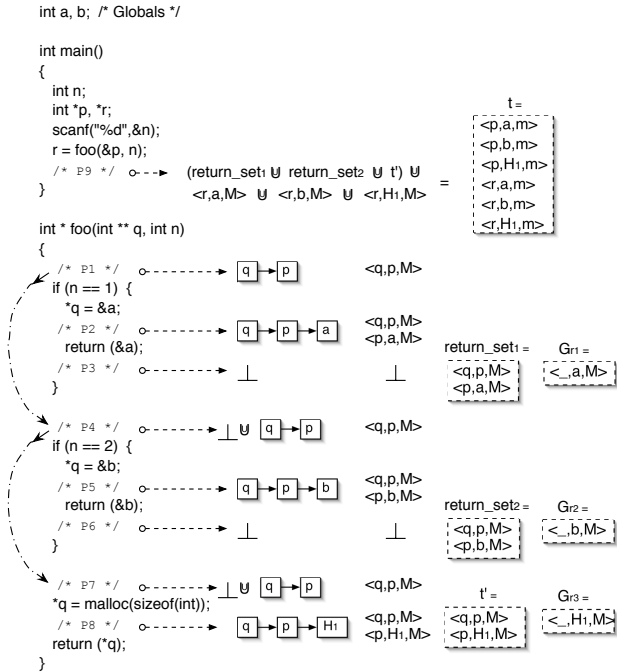 int a, b;  /* Globals */
int main()
{
int n;
int *p, *r;
scanf("%d",&n);
r = foo(&p, n);
/* P9 */ (return_set1 ⊎ return_set2 ⊎ t') ⊎
<r,a,M> ⊎ <r,b,M> ⊎ <r,H1,M>
=
t =
<p,a,m>
<p,b,m>
<p,H1,m>
<r,a,m>
<r,b,m>
<r,H1,m>
}
int * foo(int ** q, int n)
{
/* P1 */ q p <q,p,M>
if (n == 1) {
*q = &a;
/* P2 */ q p a <q,p,M>
<p,a,M>
return (&a);
/* P3 */ ⊥ ⊥
}
return_set1 =
<q,p,M>
<p,a,M>
Gr1 =
<_,a,M>
/* P4 */ ⊥ ⊎ q p <q,p,M>
if (n == 2) {
*q = &b;
/* P5 */ q p b <q,p,M>
<p,b,M>
return (&b);
/* P6 */ ⊥ ⊥
}
return_set2 =
<q,p,M>
<p,b,M>
Gr2 =
<_,b,M>
/* P7 */ ⊥ ⊎ q p <q,p,M>
*q = malloc(sizeof(int));
/* P8 */ q p H1 <q,p,M>
<p,H1,M>
return (*q);
}
t' =
<q,p,M>
<p,H1,M>
Gr3 =
<_,H1,M>